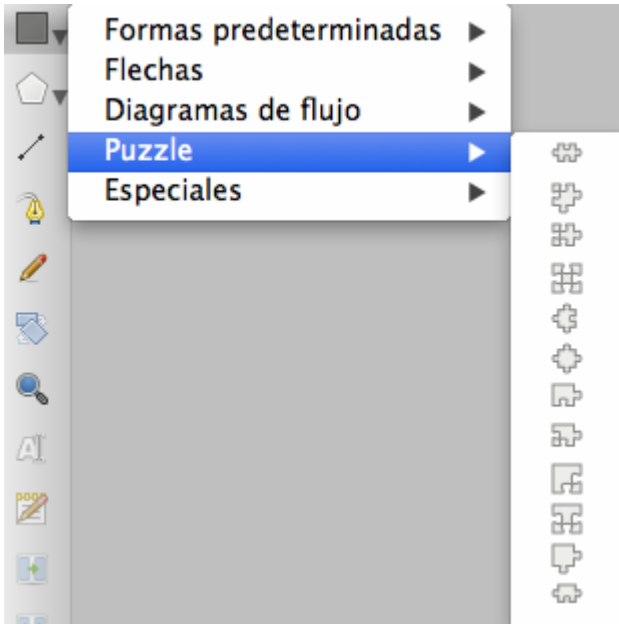 Formas predeterminadas
Flechas
Diagramas de flujo
Puzzle
Especiales